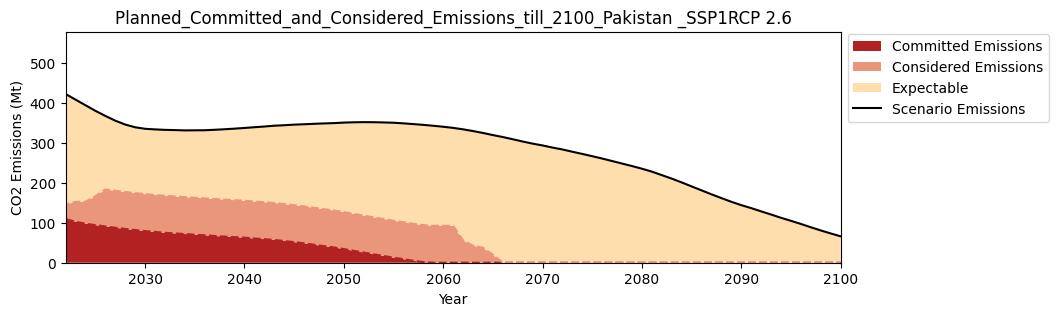 Planned_Committed_and_Considered_Emissions_till_2100_Pakistan _SSP1RCP 2.6
Committed Emissions
Considered Emissions
Expectable
Scenario Emissions
CO2 Emissions (Mt)
500
400
300
200
100
0
2030 2040 2050 2060 2070 2080 2090 2100
Year